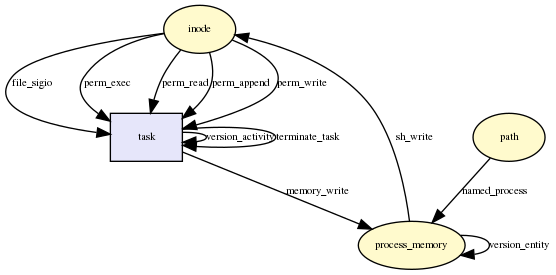 inode
file_sigio
perm_exec
perm_read
perm_append
perm_write
task
version_activity
terminate_task
sh_write
path
memory_write
named_process
process_memory
version_entity